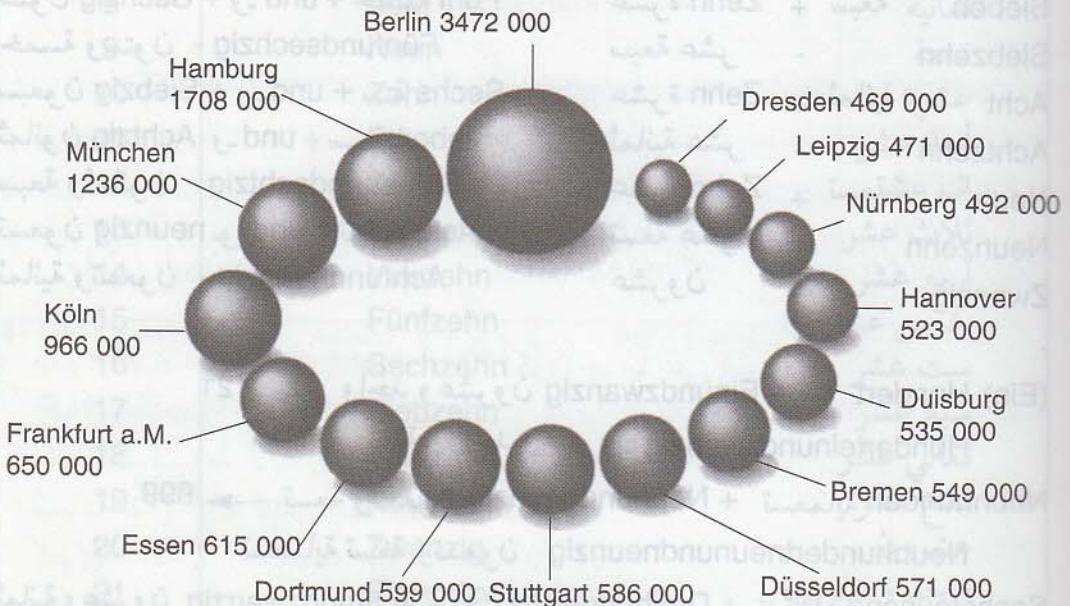 Berlin 3472 000
Hamburg
1708 000
München
1236 000
Köln
966 000
Frankfurt a.M.
650 000
Essen 615 000
Dortmund 599 000
Stuttgart 586 000
Düsseldorf 571 000
Bremen 549 000
Duisburg
535 000
Hannover
523 000
Nürnberg 492 000
Leipzig 471 000
Dresden 469 000